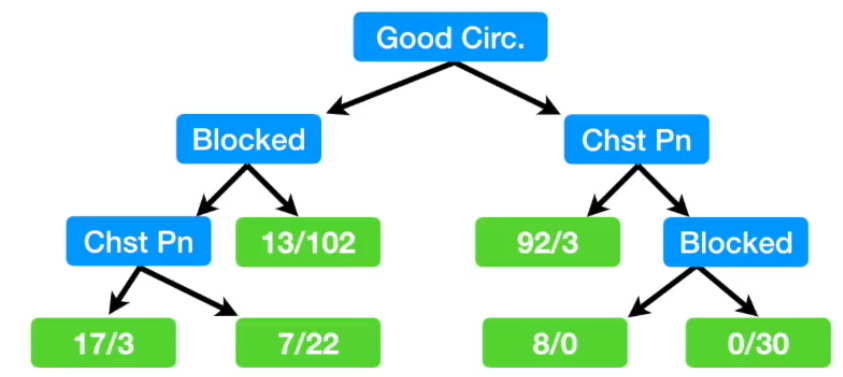 Good Circ.
Blocked
Chst Pn
Chst Pn
13/102
92/3
Blocked
17/3
7/22
8/0
0/30